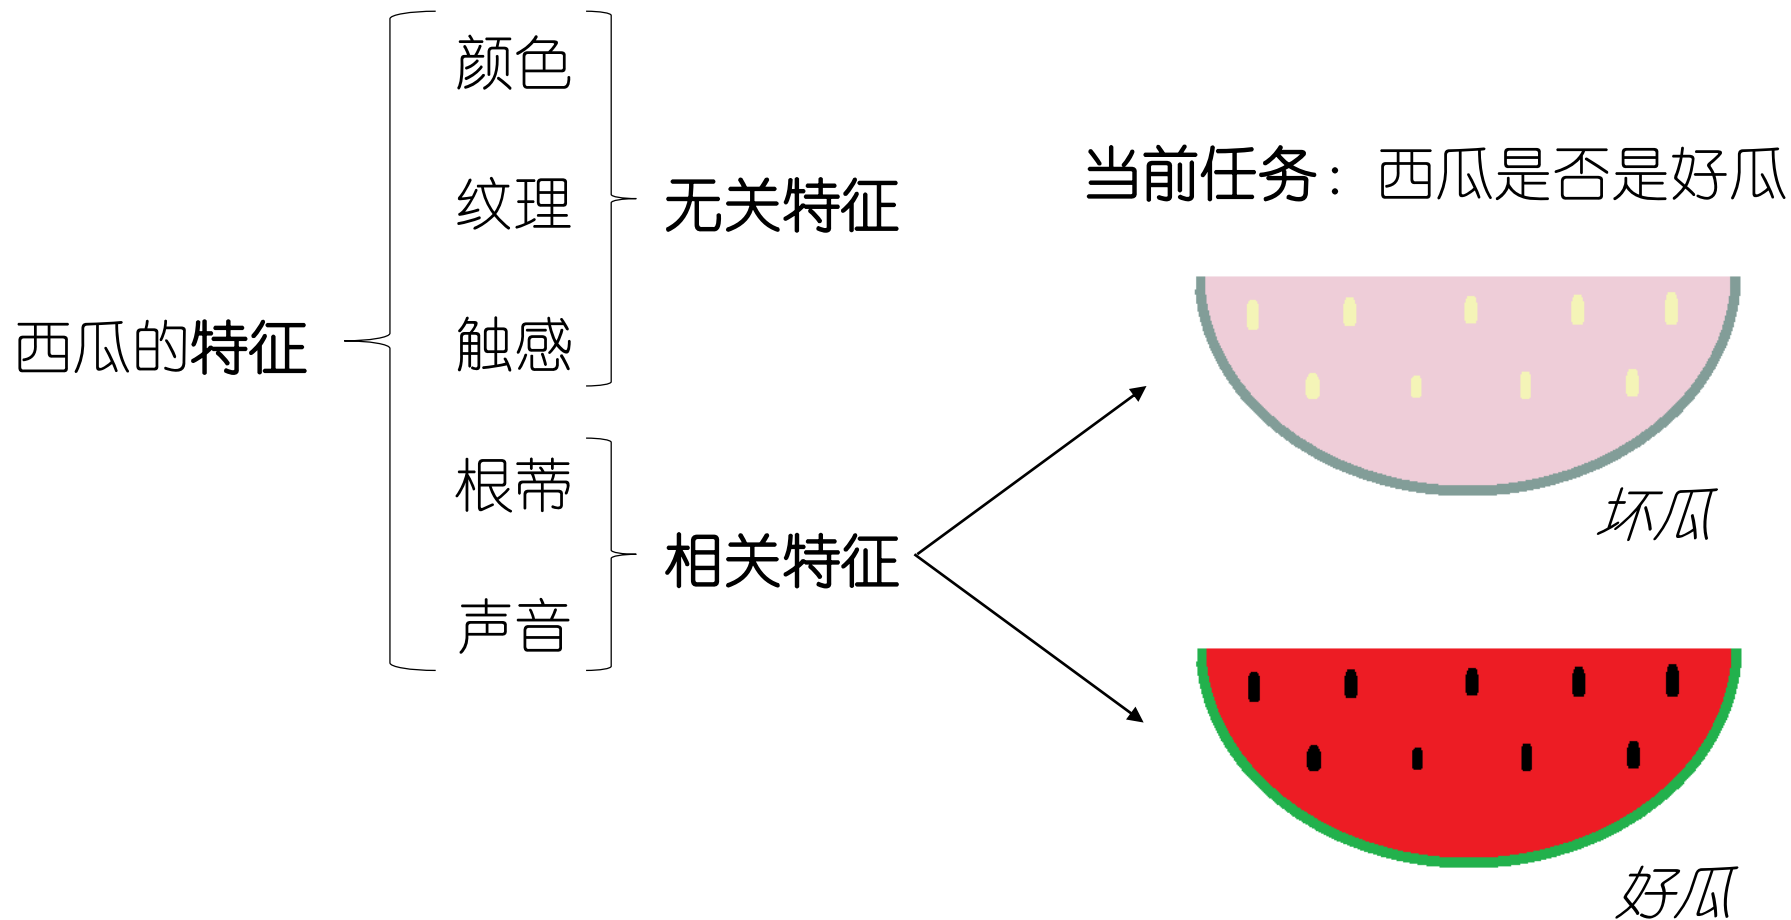 西瓜的特征
颜色
纹理
触感
根蒂
声音
无关特征
相关特征
当前任务：西瓜是否是好瓜
坏瓜
好瓜